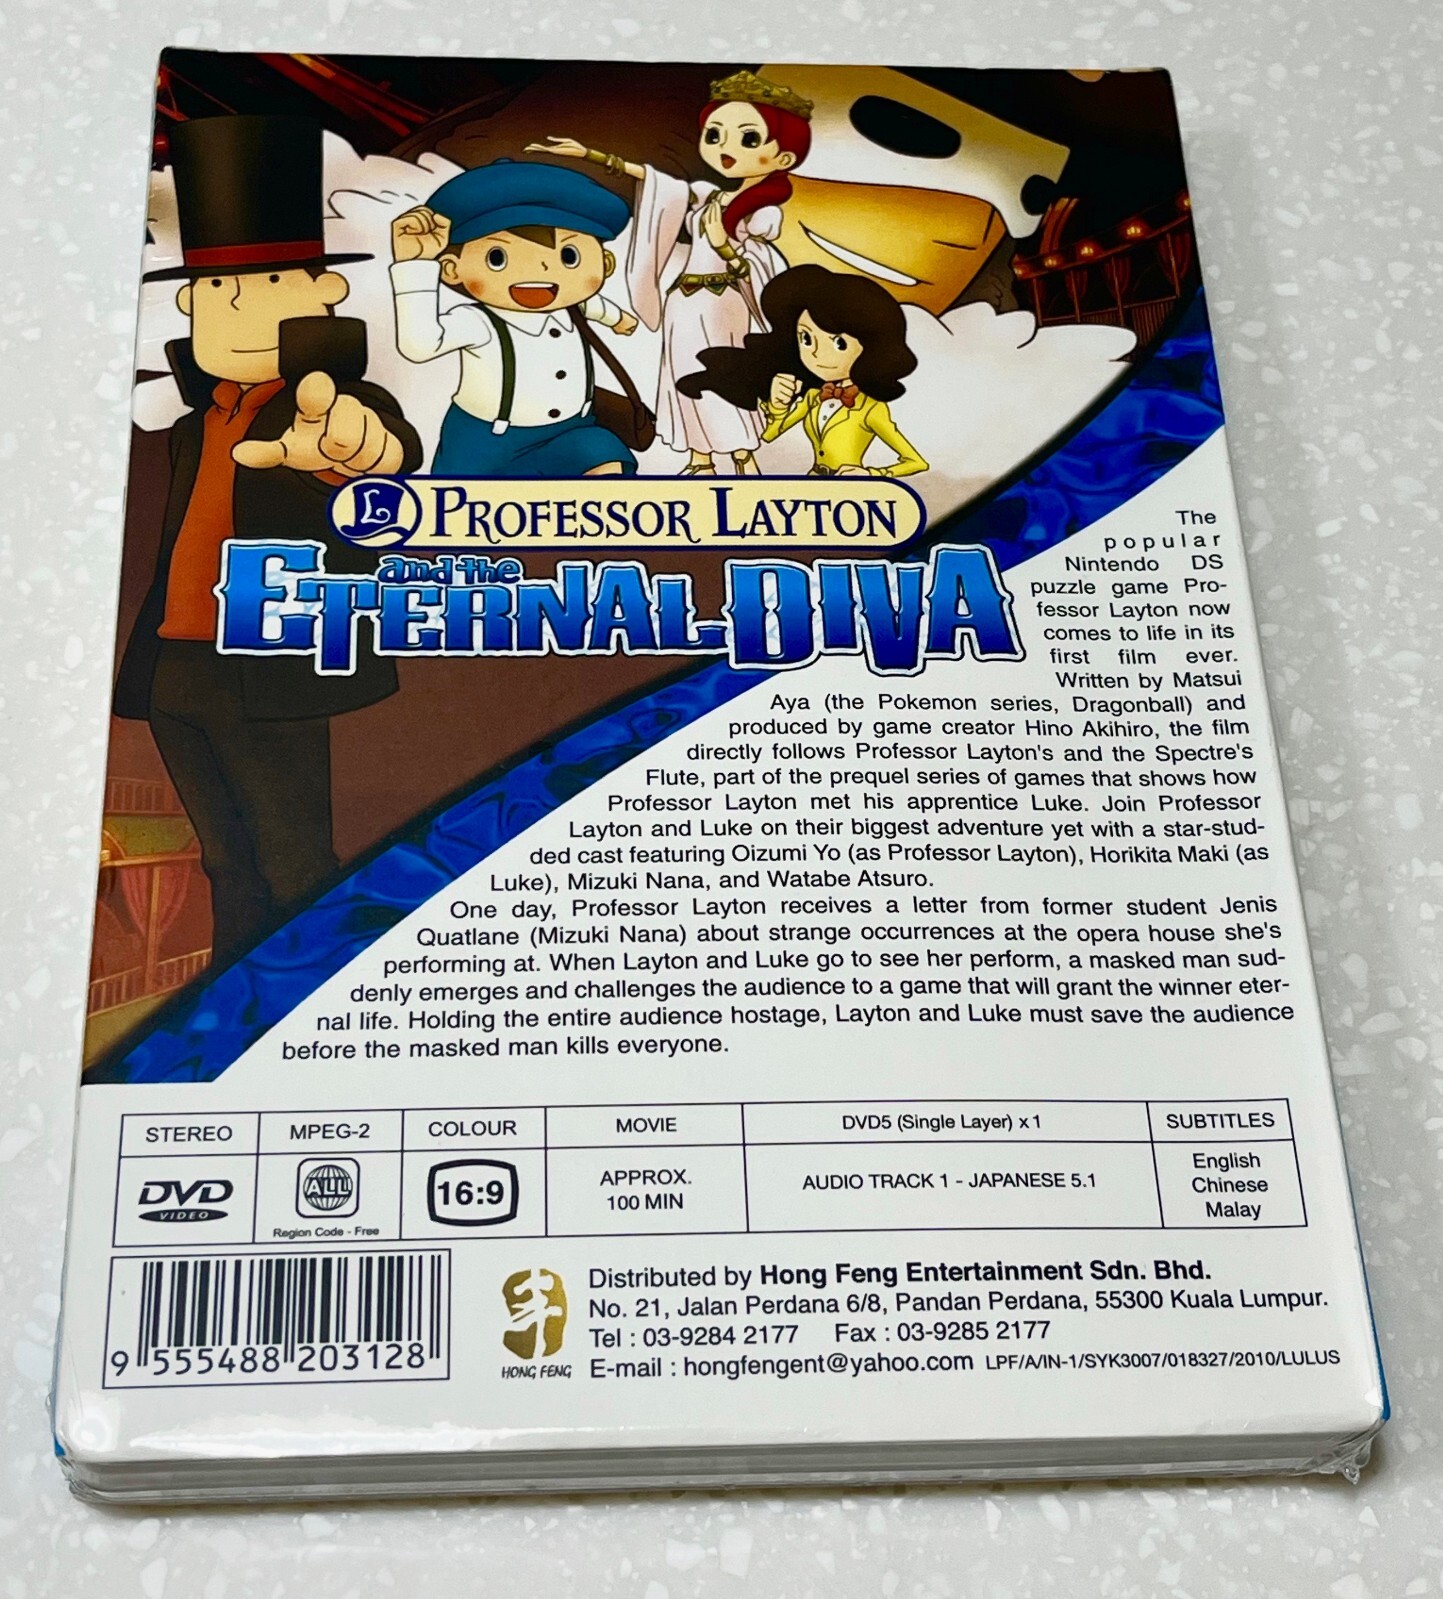 L PROFESSOR LAYTON
and the
ETERNAL DIVA
The
popular
Nintendo DS
puzzle game Pro-
fessor Layton now
comes to life in its
first film ever.
Written by Matsui
Aya (the Pokemon series, Dragonball) and
produced by game creator Hino Akihiro, the film
directly follows Professor Layton's and the Spectre's
Flute, part of the prequel series of games that shows how
Professor Layton met his apprentice Luke. Join Professor
Layton and Luke on their biggest adventure yet with a star-stud-
ded cast featuring Oizumi Yo (as Professor Layton), Horikita Maki (as
Luke), Mizuki Nana, and Watabe Atsuro.
One day, Professor Layton receives a letter from former student Jenis
Quatlane (Mizuki Nana) about strange occurrences at the opera house she's
performing at. When Layton and Luke go to see her perform, a masked man sud-
denly emerges and challenges the audience to a game that will grant the winner eter-
nal life. Holding the entire audience hostage, Layton and Luke must save the audience
before the masked man kills everyone.
STEREO MPEG-2 COLOUR MOVIE DVD5 (Single Layer) x 1 SUBTITLES
DVD VIDEO ALL Region Code - Free 16:9 APPROX. 100 MIN AUDIO TRACK 1 - JAPANESE 5.1 English
Chinese
Malay
9 555488 203128
HONG FENG
Distributed by Hong Feng Entertainment Sdn. Bhd.
No. 21, Jalan Perdana 6/8, Pandan Perdana, 55300 Kuala Lumpur.
Tel : 03-9284 2177 Fax : 03-9285 2177
E-mail : hongfengent@yahoo.com LPF/A/IN-1/SYK3007/018327/2010/LULUS